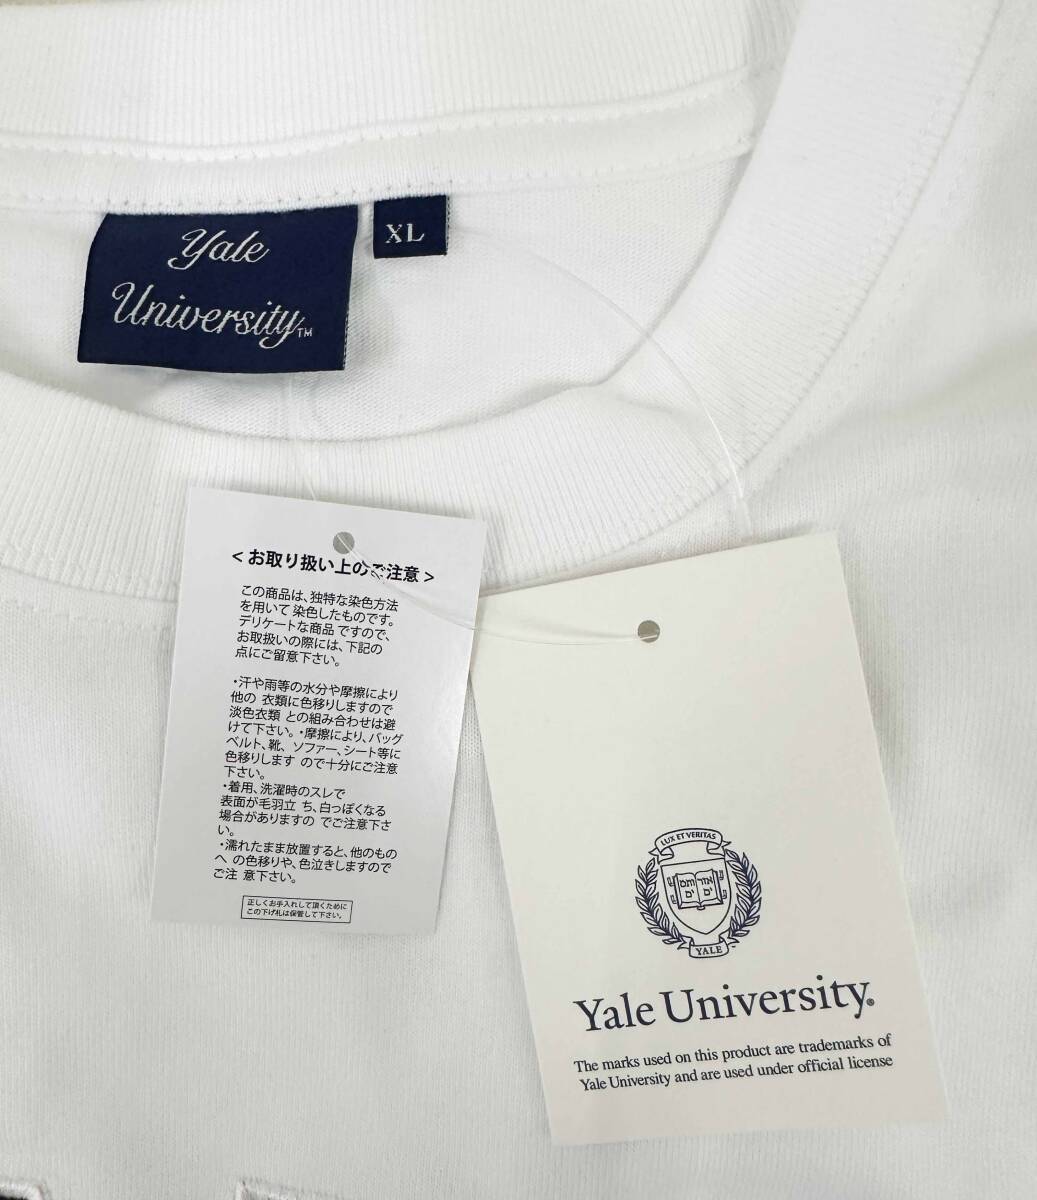 Yale
University™
XL
< お取り扱い上のご注意 >
この商品は、独特な染色方法
を用いて 染色したものです。
デリケートな商品 ですので、
お取扱いの際には、下記の
点にご留意下さい。
・汗や雨等の水分や摩擦により
他の 衣類に色移りしますので
淡色衣類 との組み合わせは避
けて下さい。・摩擦により、バッグ
ベルト、靴、 ソファー、シート等に
色移りします ので十分にご注意
下さい。
・着用、洗濯時のスレで
表面が毛羽立 ち、白っぽくなる
場合がありますの でご注意下さ
い。
・濡れたまま放置すると、他のもの
へ の色移りや、色泣きしますので
ご注 意下さい。
正しくお手入れして頂くために
この下げ札は保管して下さい。
LUX ET VERITAS
אורים
ותמים
YALE
Yale University®
The marks used on this product are trademarks of
Yale University and are used under official license